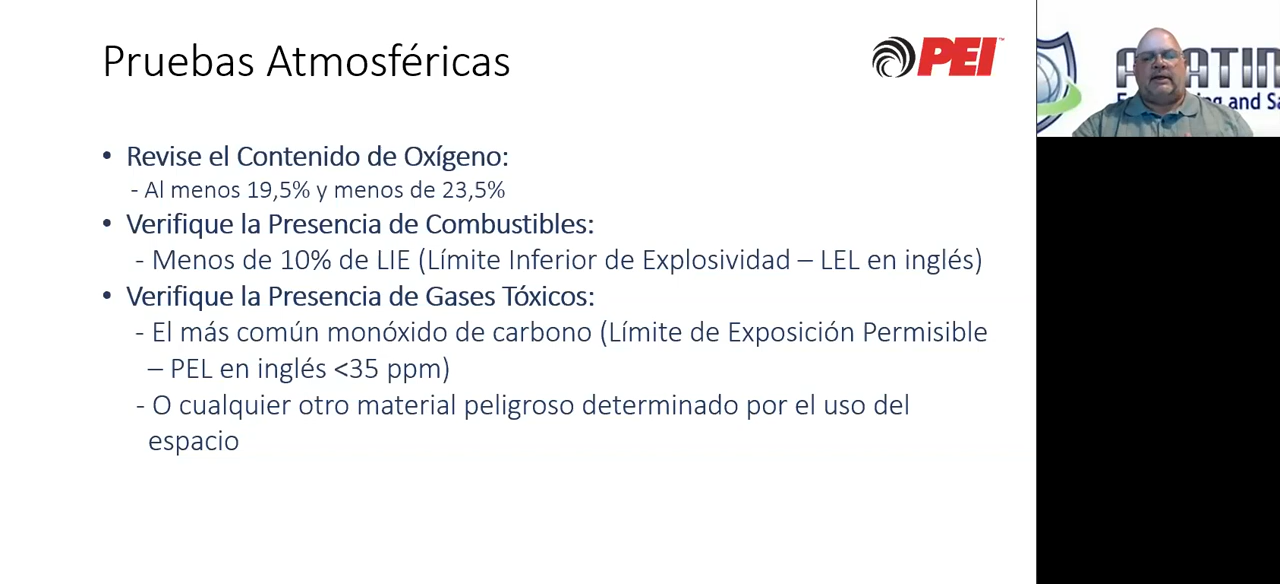 Pruebas Atmosféricas
PEI
• Revise el Contenido de Oxígeno:
- Al menos 19,5% y menos de 23,5%
• Verifique la Presencia de Combustibles:
- Menos de 10% de LIE (Límite Inferior de Explosividad – LEL en inglés)
• Verifique la Presencia de Gases Tóxicos:
- El más común monóxido de carbono (Límite de Exposición Permisible
– PEL en inglés <35 ppm)
- O cualquier otro material peligroso determinado por el uso del
espacio
and